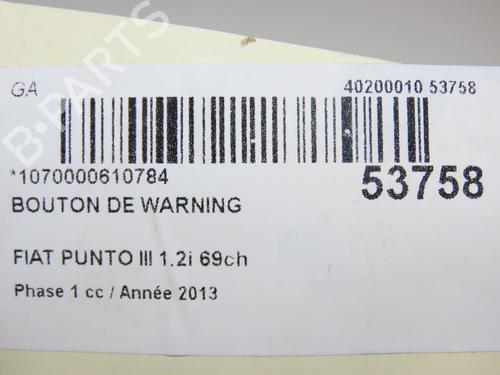 GA
40200010 53758
*1070000610784
53758
BOUTON DE WARNING
FIAT PUNTO III 1.2i 69ch
Phase 1 cc / Année 2013
B-PARTS